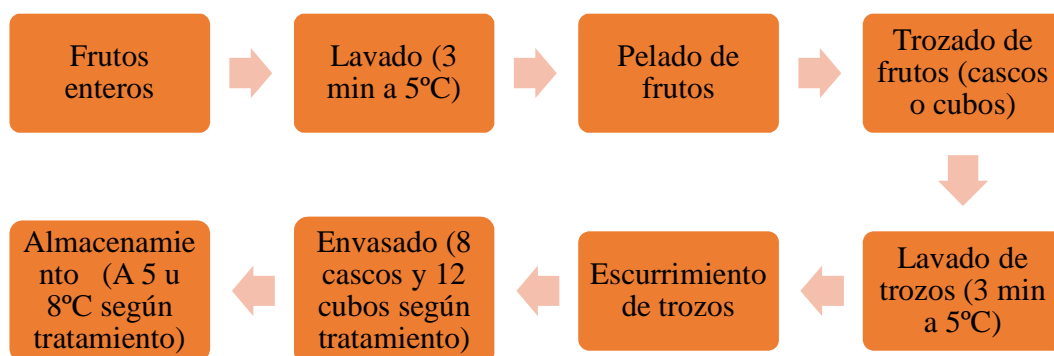 Frutos
enteros
Lavado (3
min a 5ºC)
Pelado de
frutos
Trozado de
frutos (cascos
o cubos)
Lavado de
trozos (3 min
a 5ºC)
Escurrimiento
de trozos
Envasado (8
cascos y 12
cubos según
tratamiento)
Almacenamie
nto (A 5 u
8ºC según
tratamiento)